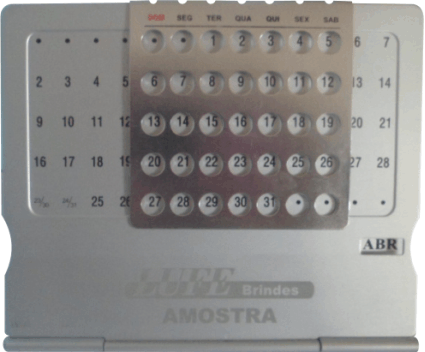 DOM SEG TER QUA QUI SEX SAB
• • • 1 2 3 4 5 6 7
2 3 4 5 6 7 8 9 10 11 12 13 14
9 10 11 12 13 14 15 16 17 18 19 20 21
16 17 18 19 20 21 22 23 24 25 26 27 28
23/30 24/31 25 26 27 28 29 30 31 • • • •
ABR
LUFE Brindes
AMOSTRA